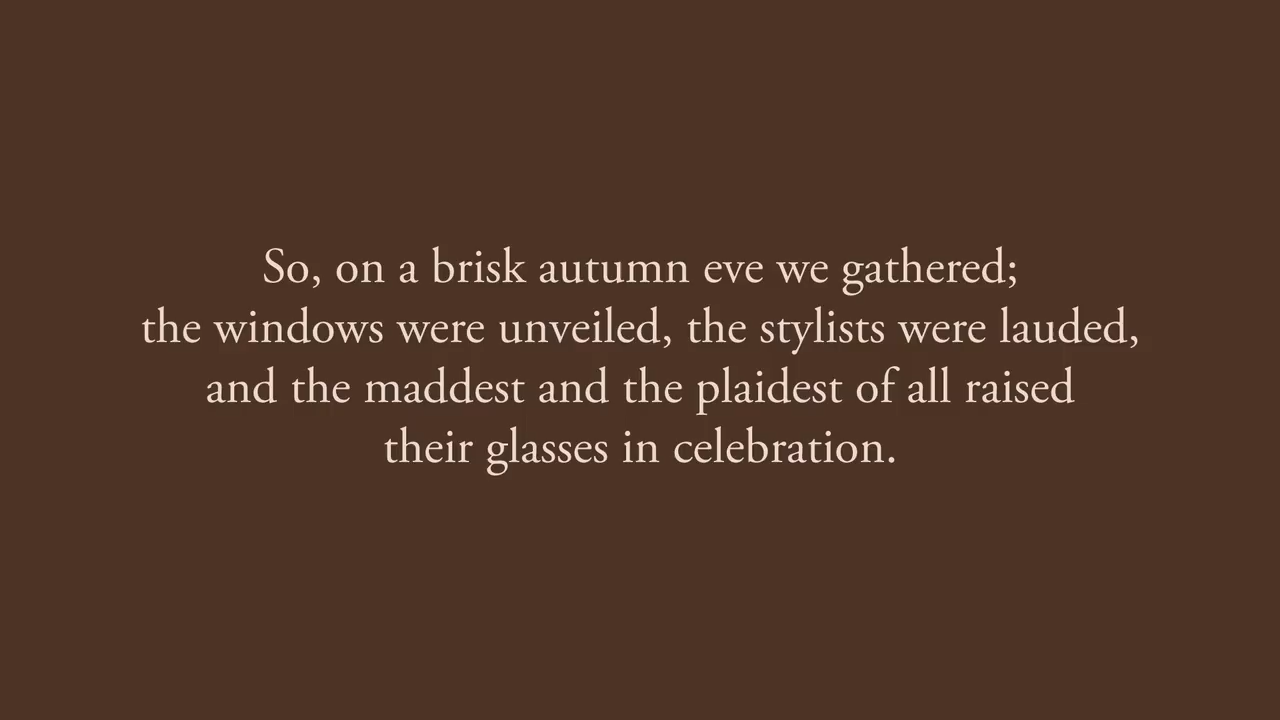 So, on a brisk autumn eve we gathered;
the windows were unveiled, the stylists were lauded,
and the maddest and the plaidest of all raised
their glasses in celebration.